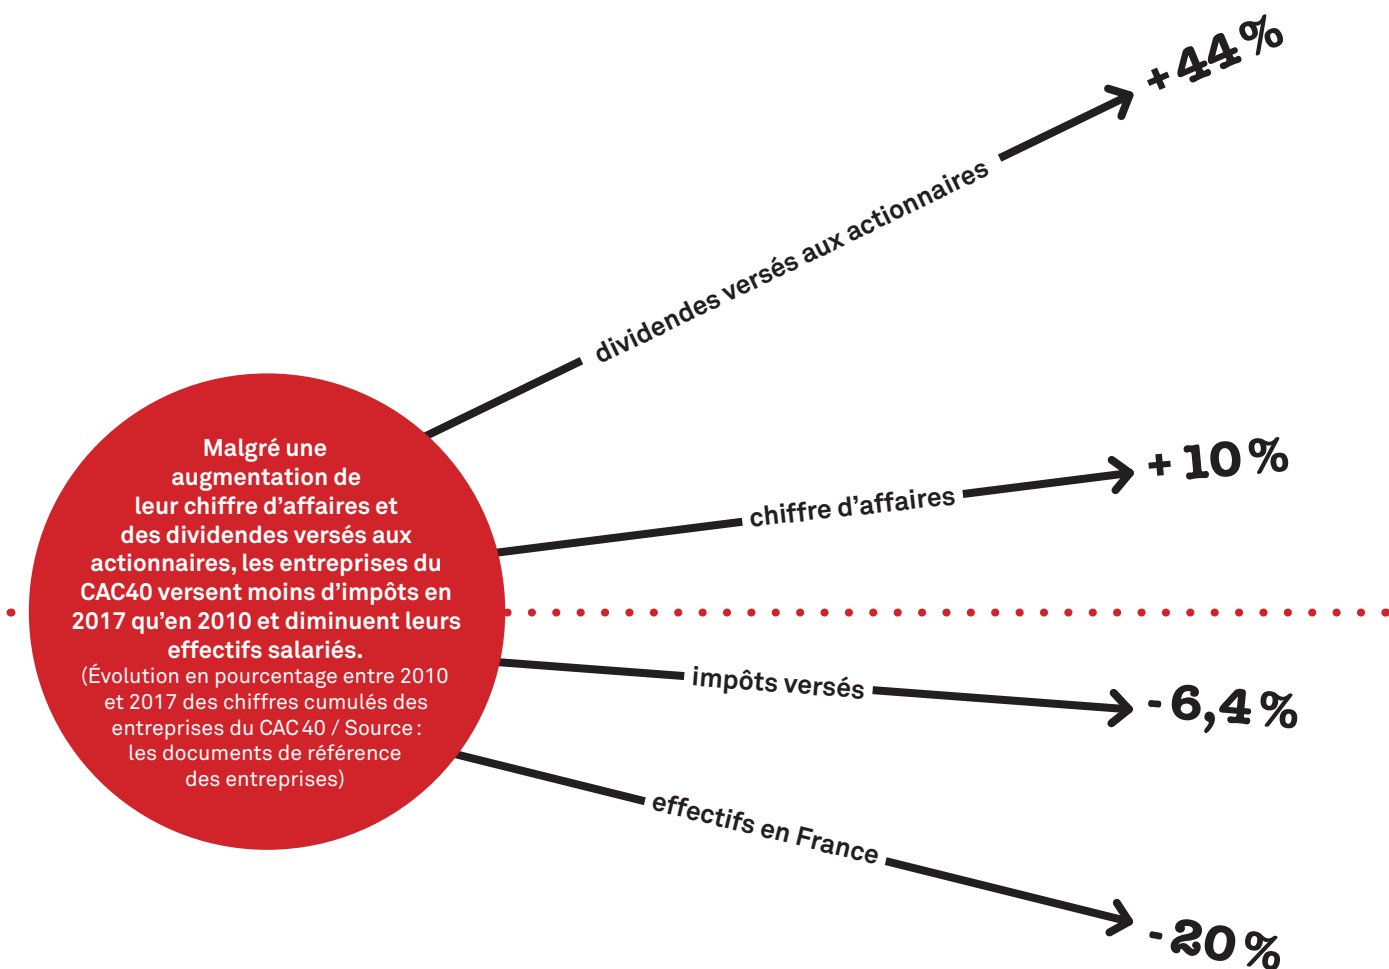 +44%
dividendes versés aux actionnaires
Malgré une
augmentation de
leur chiffre d'affaires et
des dividendes versés aux
actionnaires, les entreprises du
CAC40 versent moins d'impôts en
2017 qu'en 2010 et diminuent leurs
effectifs salariés.
(Évolution en pourcentage entre 2010
et 2017 des chiffres cumulés des
entreprises du CAC 40 / Source :
les documents de référence
des entreprises)
+ 10 %
chiffre d'affaires
impôts versés
- 6,4 %
effectifs en France
- 20 %